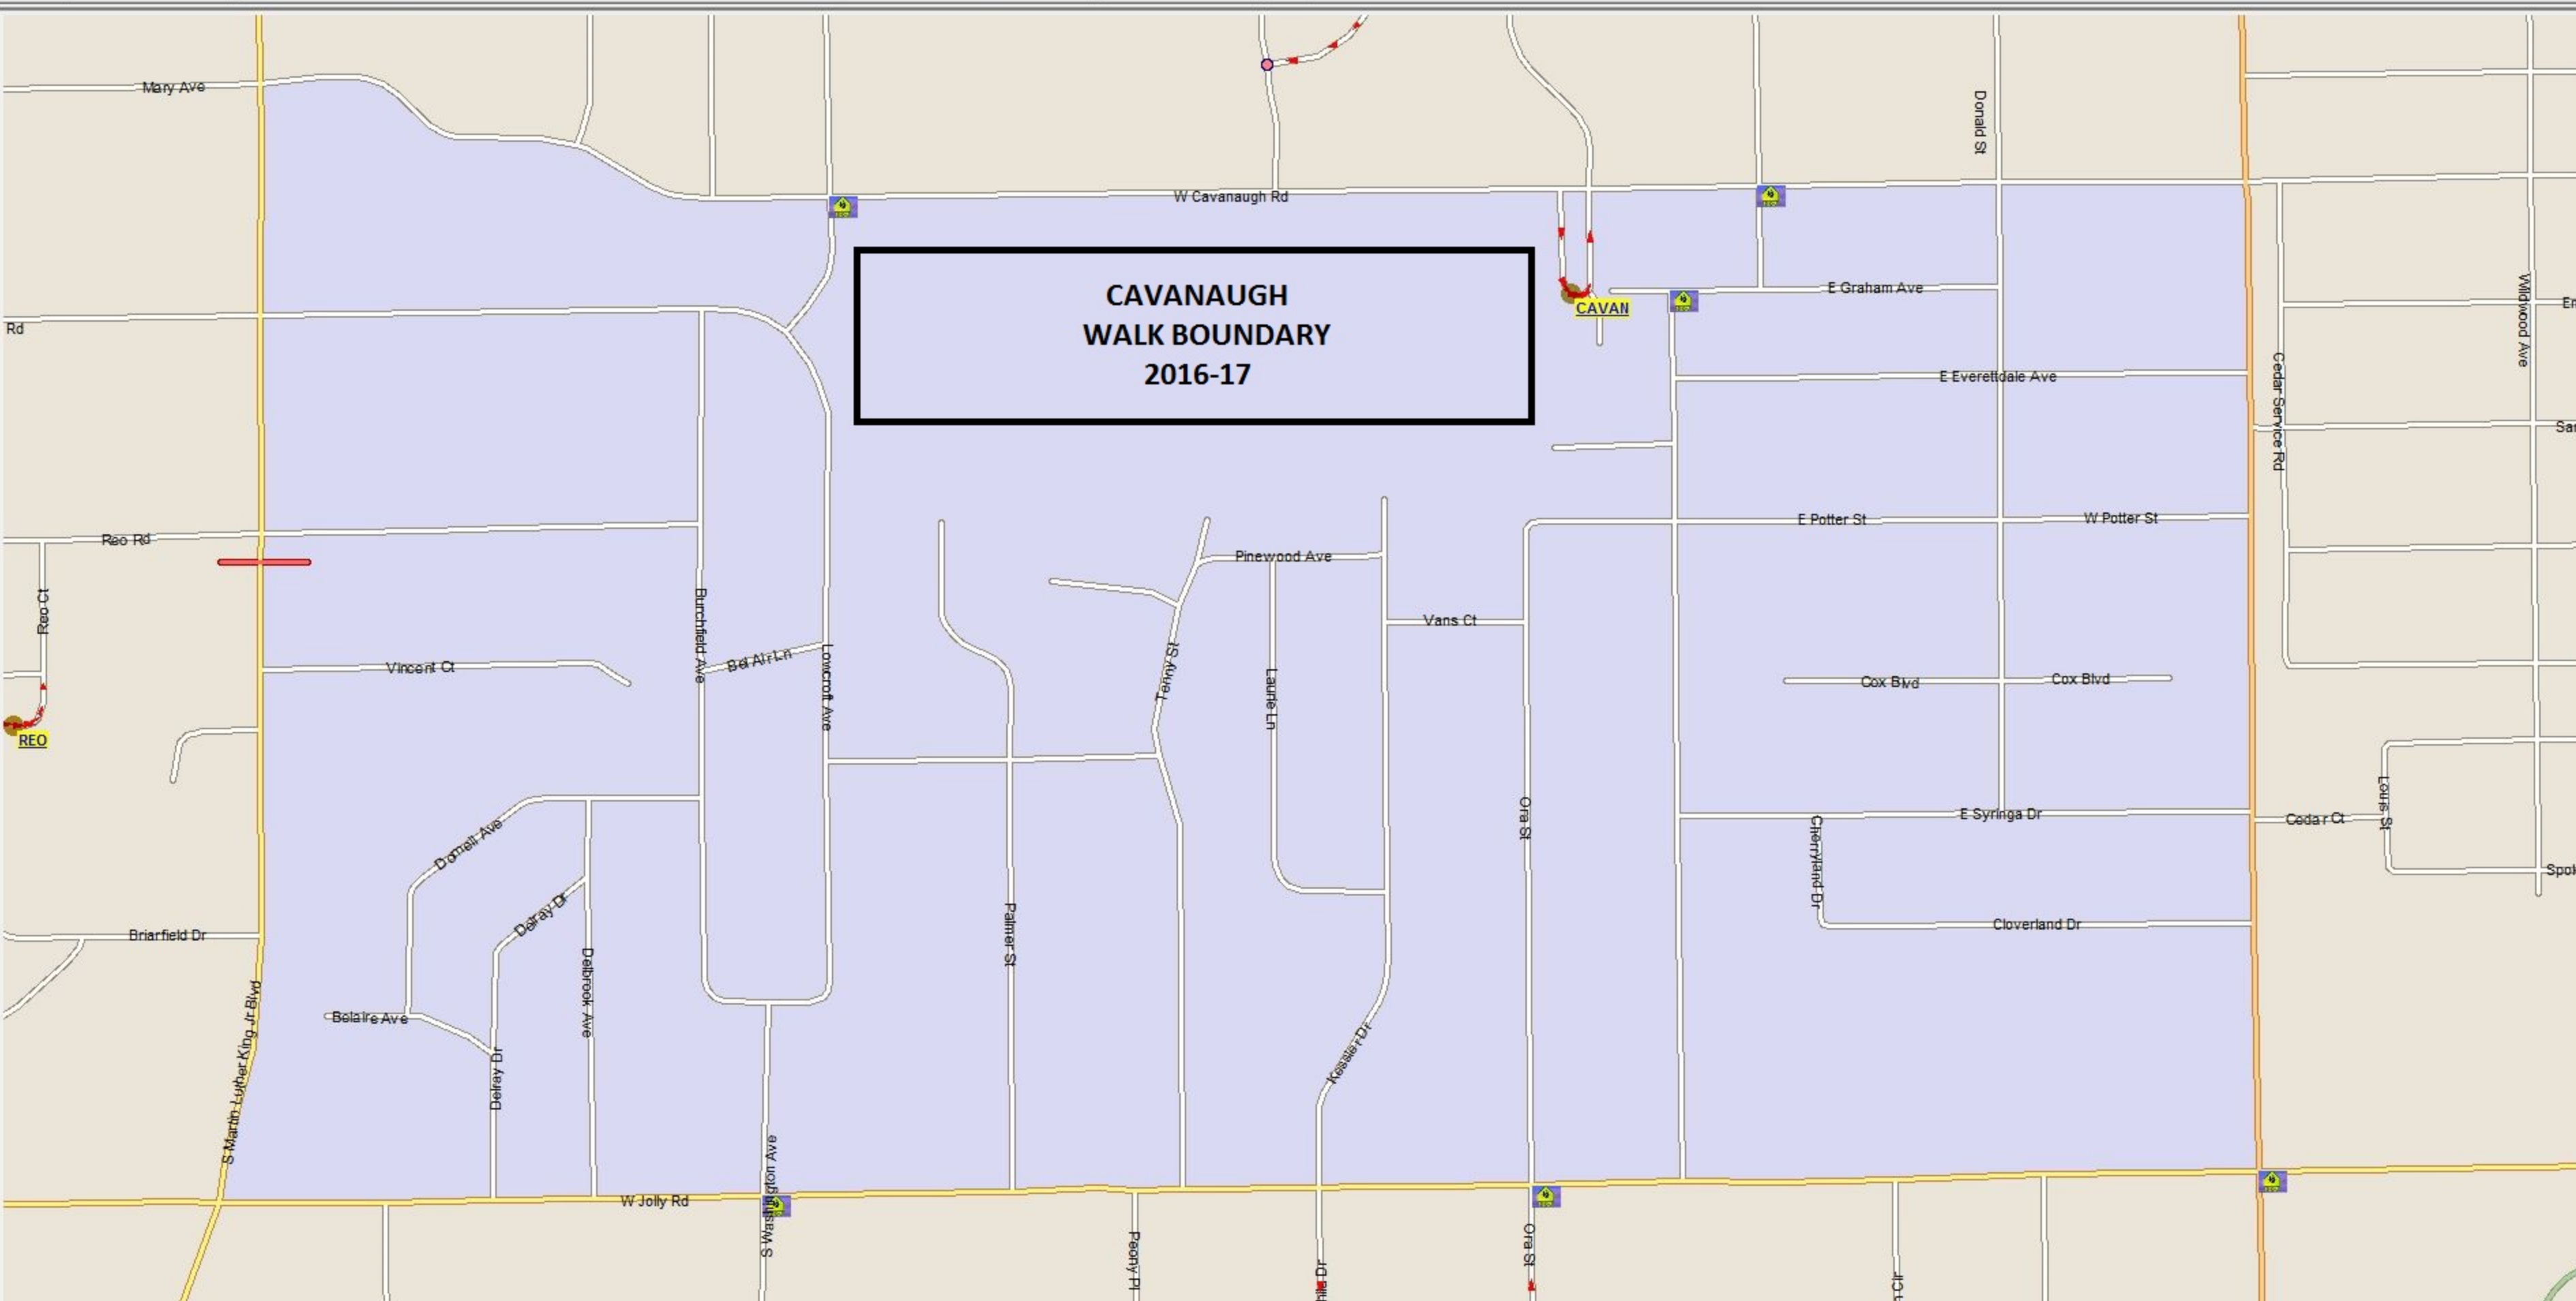 Mary Ave
Donald St
W Cavanaugh Rd
CAVANAUGH
WALK BOUNDARY
2016-17
CAVAN
E Graham Ave
Wildwood Ave
Rd
Cedar Service Rd
E Everettdale Ave
E Potter St
W Potter St
Reo Rd
Reo Ct
Pinewood Ave
Burchfield Ave
Vans Ct
Vincent Ct
Bel Air Ln
Lowcroft Ave
Tenny St
Laurie Ln
Cox Blvd
Cox Blvd
REO
Ora St
E Syringa Dr
Cherryland Dr
Cedar Ct
Louis St
Dornell Ave
Delray Dr
Palmer St
Cloverland Dr
Briarfield Dr
Delbrook Ave
Belaire Ave
Kessler Dr
Delray Dr
S Martin Luther King Jr Blvd
W Jolly Rd
S Washington Ave
Peony Pl
Ora St